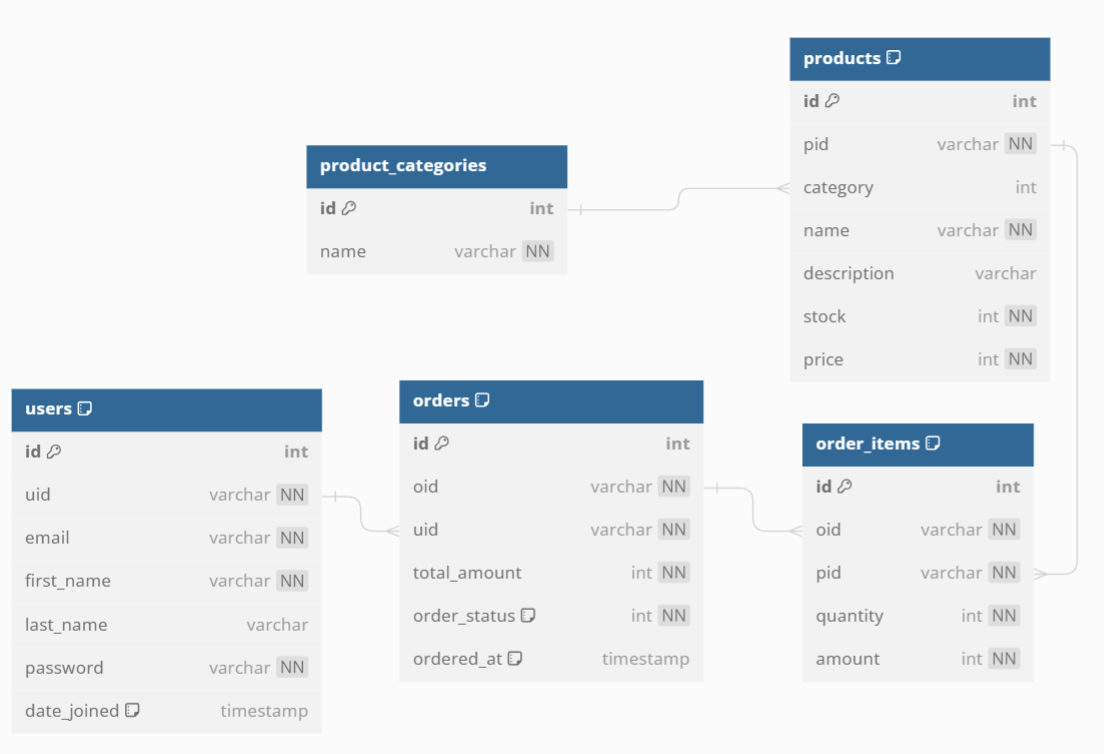 products
id int
pid varchar NN
category int
name varchar NN
description varchar
stock int NN
price int NN
product_categories
id int
name varchar NN
users
id int
uid varchar NN
email varchar NN
first_name varchar NN
last_name varchar
password varchar NN
date_joined timestamp
orders
id int
oid varchar NN
uid varchar NN
total_amount int NN
order_status int NN
ordered_at timestamp
order_items
id int
oid varchar NN
pid varchar NN
quantity int NN
amount int NN